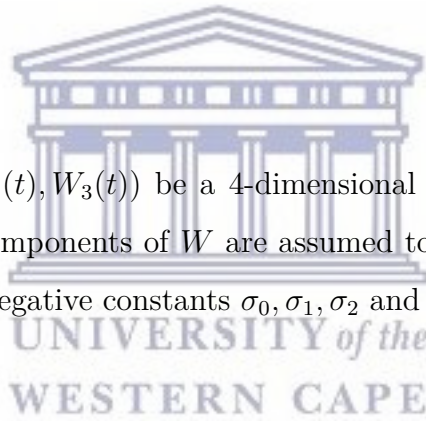 (t), W₃(t)) be a 4-dimensional
omponents of W are assumed to
egative constants σ₀, σ₁, σ₂ and
UNIVERSITY of the
WESTERN CAPE